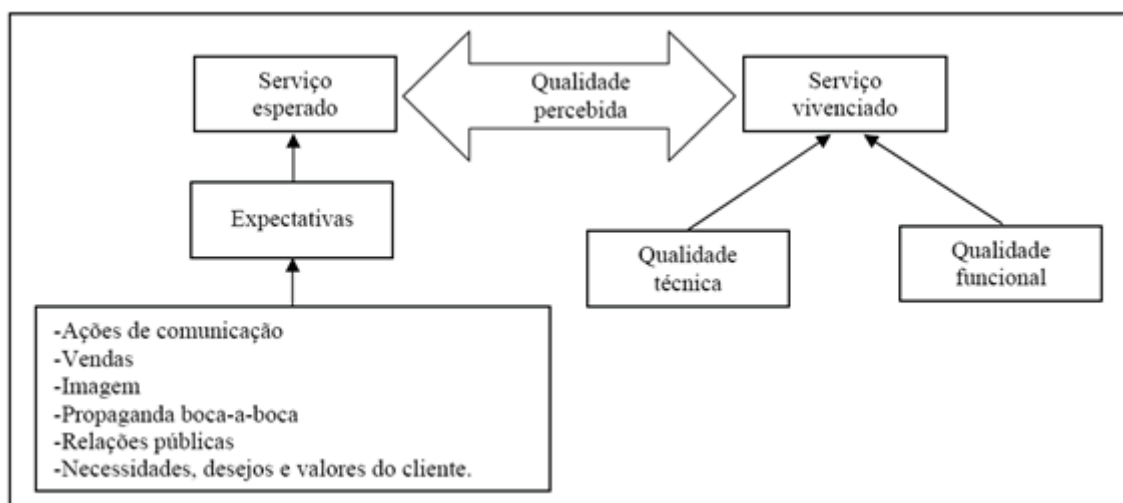 Serviço
esperado
Qualidade
percebida
Serviço
vivenciado
Expectativas
Qualidade
técnica
Qualidade
funcional
-Ações de comunicação
-Vendas
-Imagem
-Propaganda boca-a-boca
-Relações públicas
-Necessidades, desejos e valores do cliente.